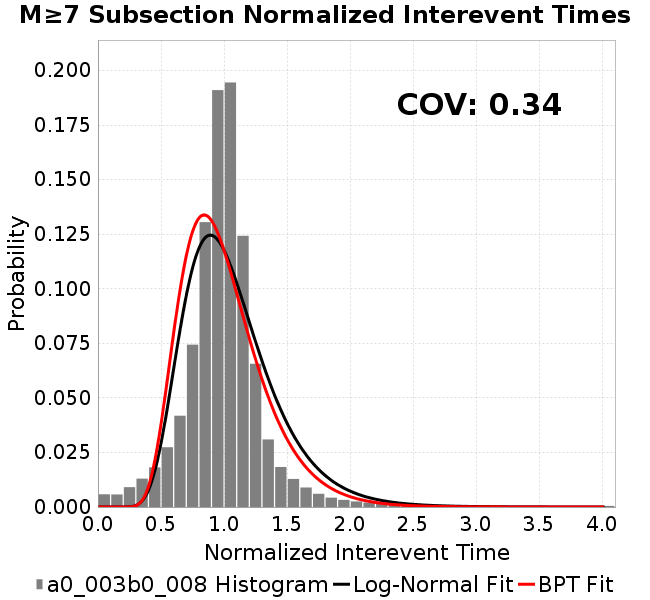 M≥7 Subsection Normalized Interevent Times
COV: 0.34
Probability
0.200
0.175
0.150
0.125
0.100
0.075
0.050
0.025
0.000
0.0 0.5 1.0 1.5 2.0 2.5 3.0 3.5 4.0
Normalized Interevent Time
a0_003b0_008 Histogram Log-Normal Fit BPT Fit